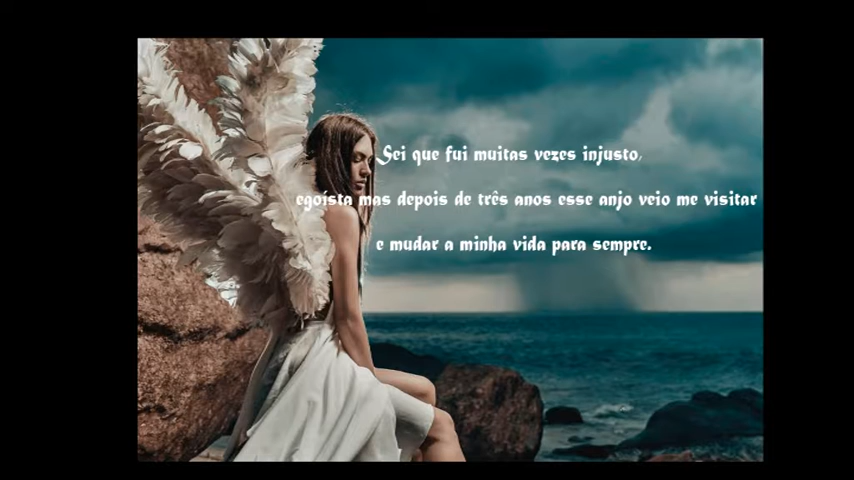 Sei que fui muitas vezes injusto,
egoísta mas depois de três anos esse anjo veio me visitar
e mudar a minha vida para sempre.